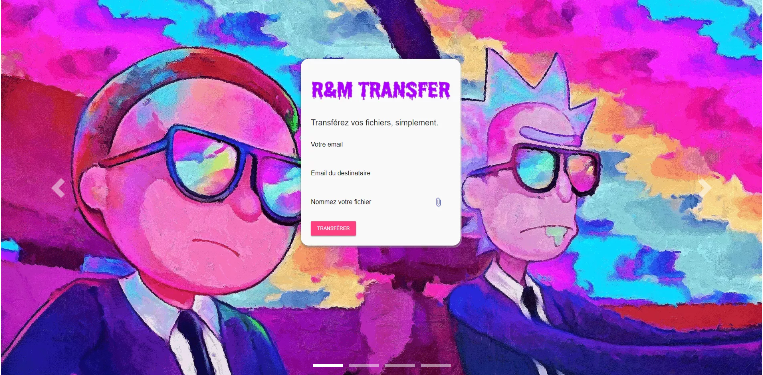 R&M TRANSFER
Transférez vos fichiers, simplement.
Votre email
Email du destinataire
Nommez votre fichier
TRANSFÉRER